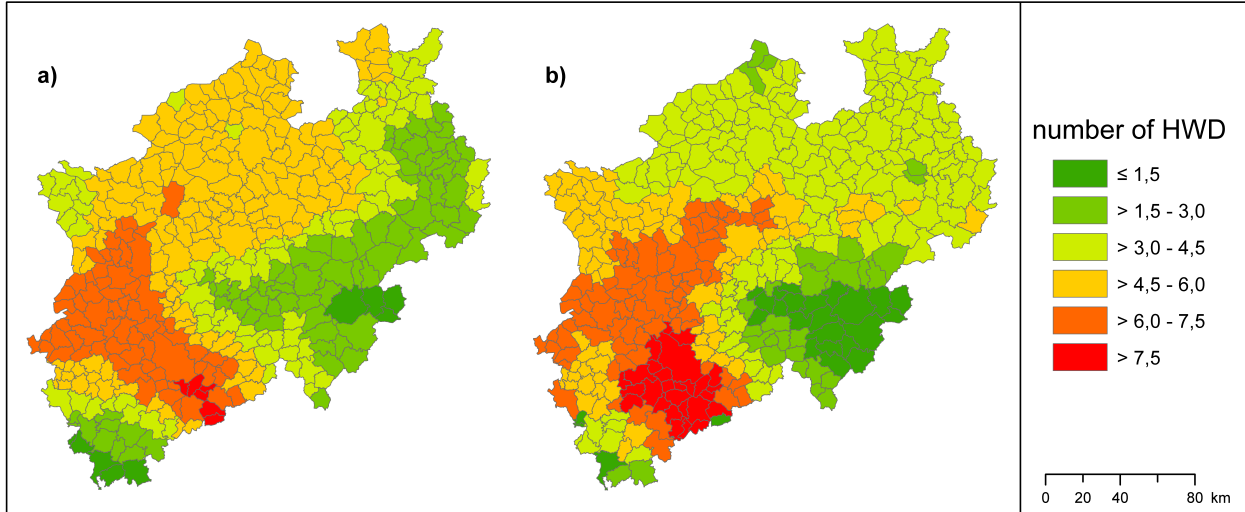 a)
b)
number of HWD
≤ 1,5
> 1,5 - 3,0
> 3,0 - 4,5
> 4,5 - 6,0
> 6,0 - 7,5
> 7,5
0 20 40 80 km